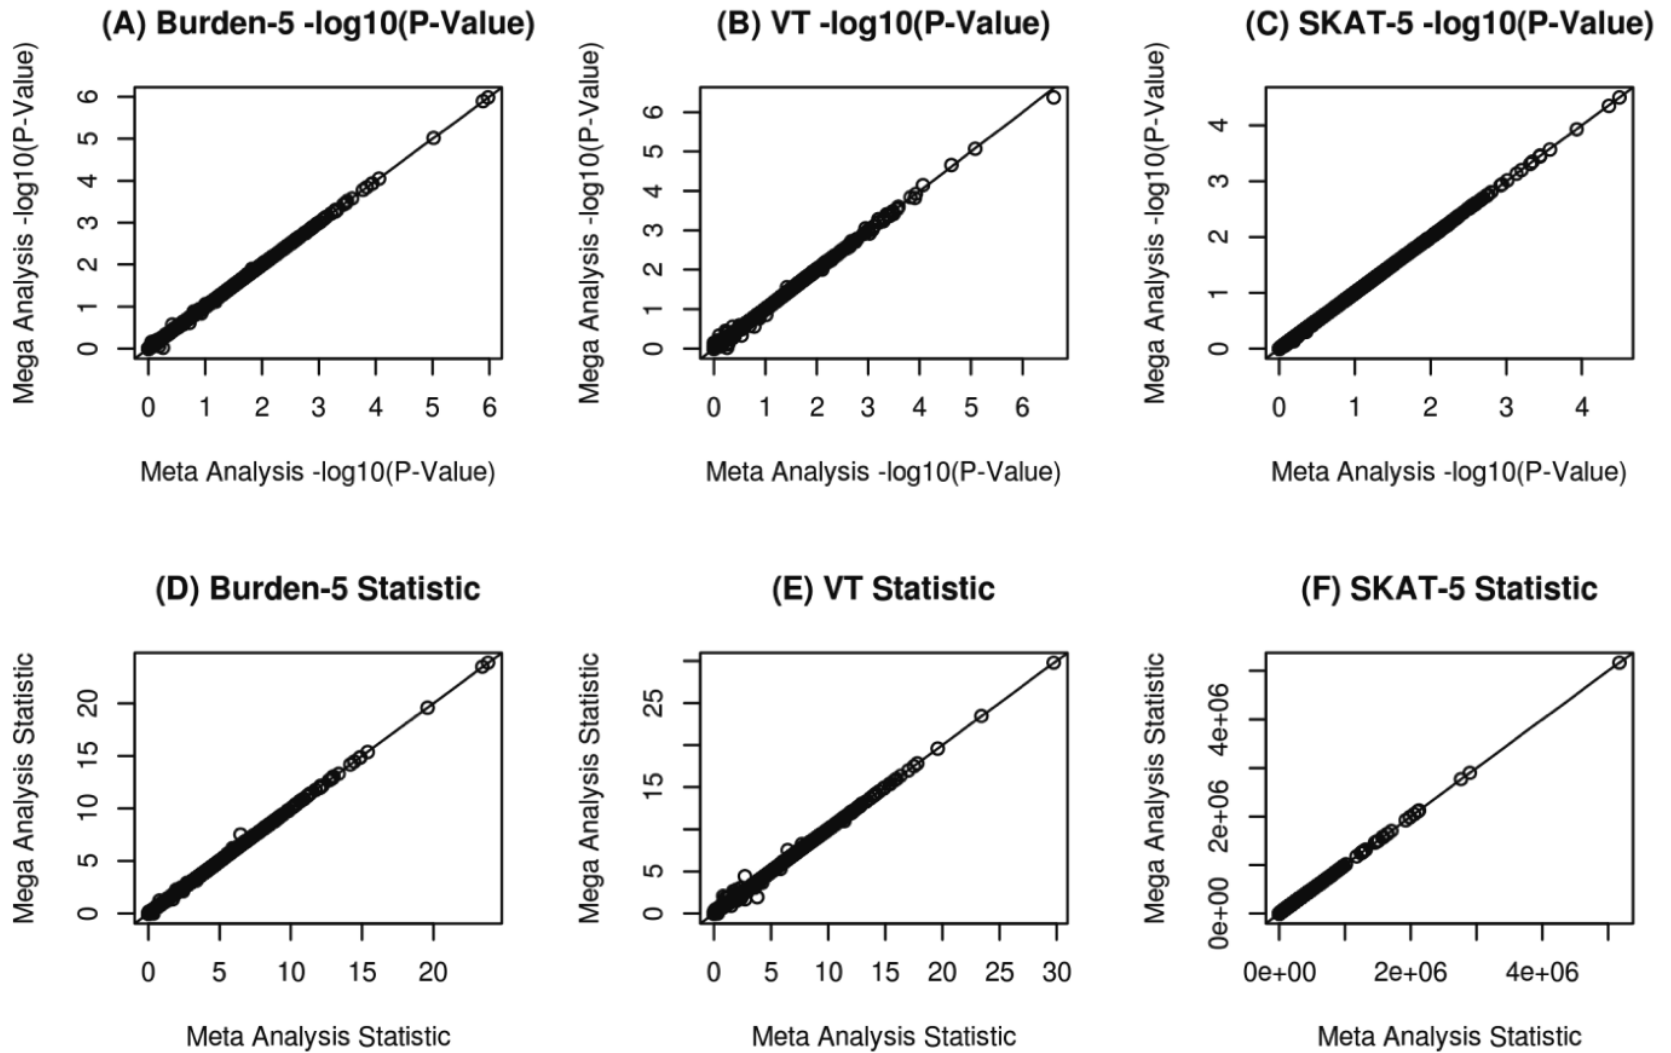 (A) Burden-5 -log10(P-Value)
Mega Analysis -log10(P-Value)
6
5
4
3
2
1
0
0 1 2 3 4 5 6
Meta Analysis -log10(P-Value)
(B) VT -log10(P-Value)
Mega Analysis -log10(P-Value)
6
5
4
3
2
1
0
0 1 2 3 4 5 6
Meta Analysis -log10(P-Value)
(C) SKAT-5 -log10(P-Value)
Mega Analysis -log10(P-Value)
4
3
2
1
0
0 1 2 3 4
Meta Analysis -log10(P-Value)
(D) Burden-5 Statistic
Mega Analysis Statistic
20
15
10
5
0
0 5 10 15 20
Meta Analysis Statistic
(E) VT Statistic
Mega Analysis Statistic
25
15
5
0
0 5 10 15 20 25 30
Meta Analysis Statistic
(F) SKAT-5 Statistic
Mega Analysis Statistic
4e+06
2e+06
0e+00
0e+00 2e+06 4e+06
Meta Analysis Statistic